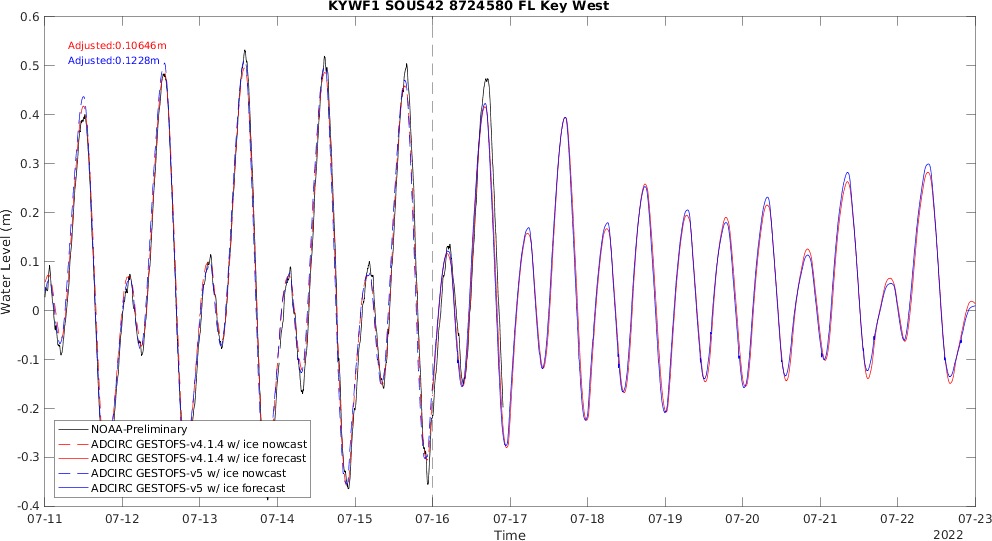 KYWF1 SOUS42 8724580 FL Key West
0.6
Adjusted:0.10646m
Adjusted:0.1228m
0.5
0.4
0.3
0.2
0.1
0
-0.1
-0.2
-0.3
-0.4
Water Level (m)
NOAA-Preliminary
ADCIRC GESTOFS-v4.1.4 w/ ice nowcast
ADCIRC GESTOFS-v4.1.4 w/ ice forecast
ADCIRC GESTOFS-v5 w/ ice nowcast
ADCIRC GESTOFS-v5 w/ ice forecast
07-11 07-12 07-13 07-14 07-15 07-16 07-17 07-18 07-19 07-20 07-21 07-22 07-23
Time
2022